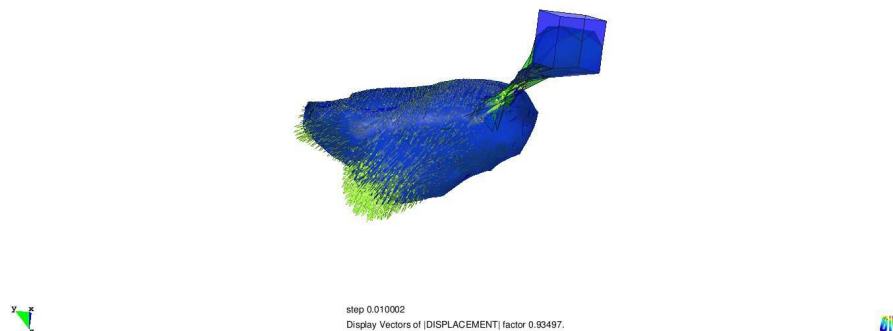 y x
step 0.010002
Display Vectors of |DISPLACEMENT| factor 0.93497.